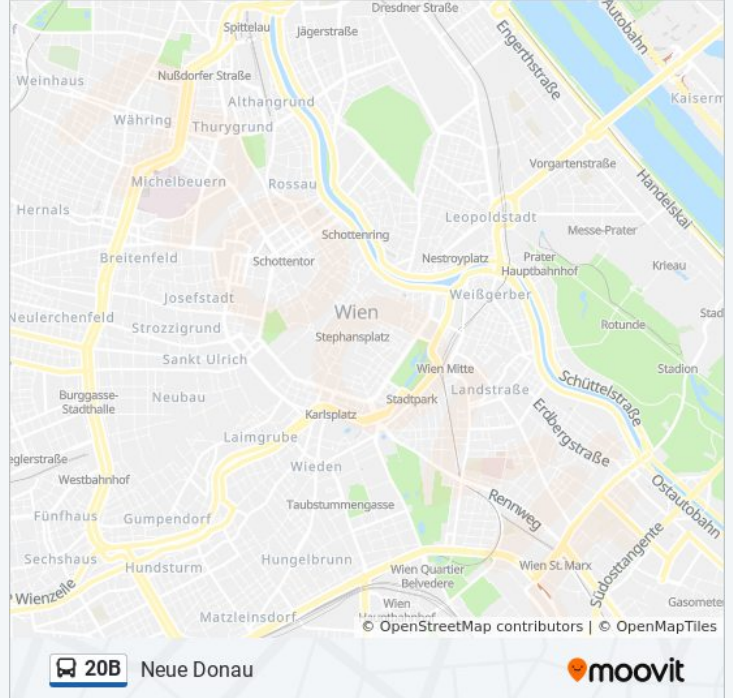 Dresdner Straße
Autobahn
Spittelau
Jägerstraße
Engerthstraße
Weinhaus
Nußdorfer Straße
Althangrund
Kaiserm
Währing
Thurygrund
Vorgartenstraße
Michelbeuern
Rossau
Handelskai
Hernals
Leopoldstadt
Messe-Prater
Schottenring
Breitenfeld
Schottentor
Nestroyplatz
Prater
Hauptbahnhof
Krieau
Josefstadt
Weißgerber
Neulerchenfeld
Wien
Stad
Strozzigrund
Rotunde
Stephansplatz
Sankt Ulrich
Wien Mitte
Stadion
Burggasse-
Stadthalle
Neubau
Landstraße
Schüttelstraße
Stadtpark
Karlsplatz
Erdbergstraße
Laimgrube
eglerstraße
Wieden
Westbahnhof
Ostautobahn
Taubstummengasse
Rennweg
Fünfhaus
Gumpendorf
Sechshaus
Hundsturm
Hungelbrunn
Wien Quartier
Belvedere
Wien St. Marx
Südosttangente
Wienzeile
Matzleinsdorf
Wien
Hauptbahnhof
Gasomete
© OpenStreetMap contributors | © OpenMapTiles
20B Neue Donau
moovit